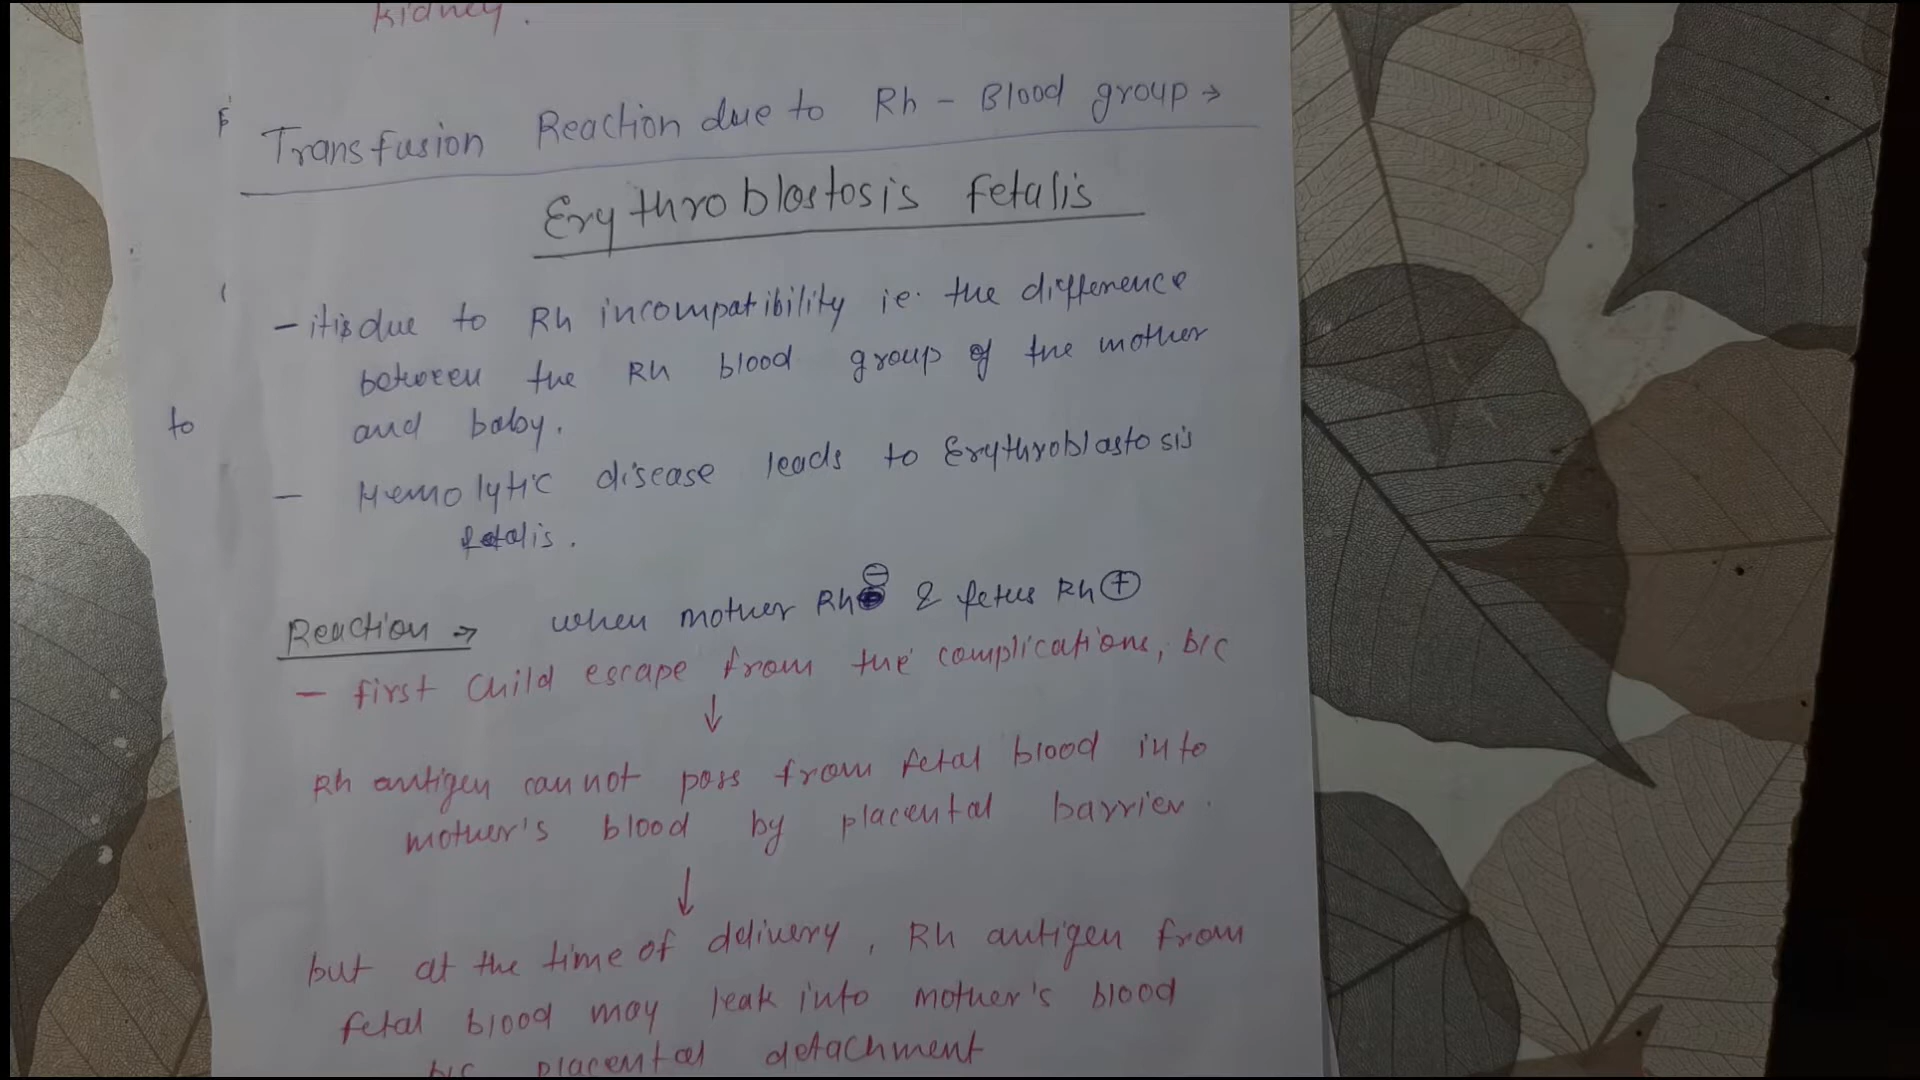 kidney.
Transfusion Reaction due to Rh - Blood group →
Erythroblastosis fetalis
- it is due to Rh incompatibility ie. the difference
between the Rh blood group of the mother
and baby.
to
- Hemolytic disease leads to Erythroblastosis
fetalis.
Reaction → when mother Rh ⊖ & fetus Rh ⊕
- first child escape from the complications, b/c
↓
Rh antigen cannot pass from fetal blood into
mother's blood by placental barrier.
↓
but at the time of delivery, Rh antigen from
fetal blood may leak into mother's blood
b/c placental detachment